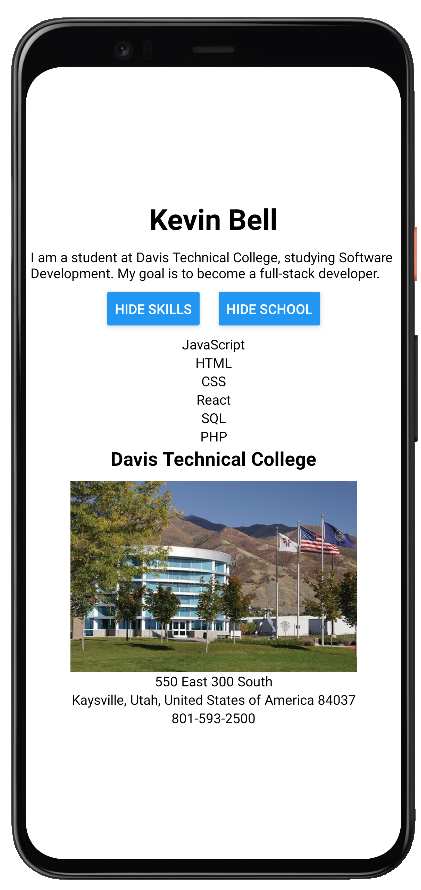 Kevin Bell
I am a student at Davis Technical College, studying Software
Development. My goal is to become a full-stack developer.
HIDE SKILLS HIDE SCHOOL
JavaScript
HTML
CSS
React
SQL
PHP
Davis Technical College
550 East 300 South
Kaysville, Utah, United States of America 84037
801-593-2500